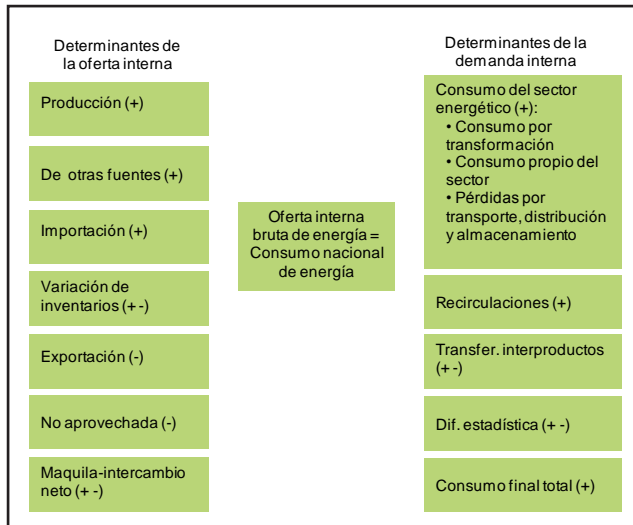 Determinantes de
la oferta interna
Producción (+)
De otras fuentes (+)
Importación (+)
Variación de
inventarios (+ -)
Exportación (-)
No aprovechada (-)
Maquila-intercambio
neto (+ -)
Oferta interna
bruta de energía =
Consumo nacional
de energía
Determinantes de la
demanda interna
Consumo del sector
energético (+):
• Consumo por
transformación
• Consumo propio del
sector
• Pérdidas por
transporte, distribución
y almacenamiento
Recirculaciones (+)
Transfer. interproductos
(+ -)
Dif. estadística (+ -)
Consumo final total (+)